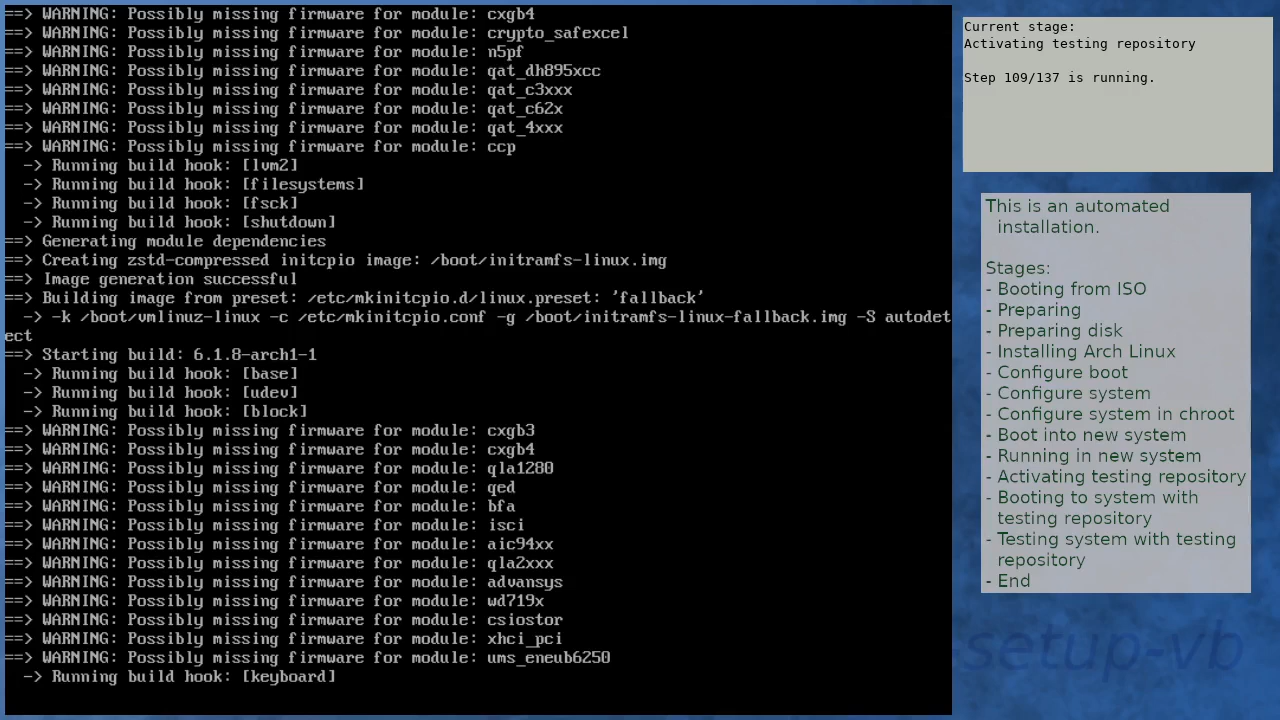 ==> WARNING: Possibly missing firmware for module: cxgb4
==> WARNING: Possibly missing firmware for module: crypto_safexcel
==> WARNING: Possibly missing firmware for module: n5pf
==> WARNING: Possibly missing firmware for module: qat_dh895xcc
==> WARNING: Possibly missing firmware for module: qat_c3xxx
==> WARNING: Possibly missing firmware for module: qat_c62x
==> WARNING: Possibly missing firmware for module: qat_4xxx
==> WARNING: Possibly missing firmware for module: ccp
  -> Running build hook: [lvm2]
  -> Running build hook: [filesystems]
  -> Running build hook: [fsck]
  -> Running build hook: [shutdown]
==> Generating module dependencies
==> Creating zstd-compressed initcpio image: /boot/initramfs-linux.img
==> Image generation successful
==> Building image from preset: /etc/mkinitcpio.d/linux.preset: 'fallback'
  -> -k /boot/vmlinuz-linux -c /etc/mkinitcpio.conf -g /boot/initramfs-linux-fallback.img -S autodet
ect
==> Starting build: 6.1.8-arch1-1
  -> Running build hook: [base]
  -> Running build hook: [udev]
  -> Running build hook: [block]
==> WARNING: Possibly missing firmware for module: cxgb3
==> WARNING: Possibly missing firmware for module: cxgb4
==> WARNING: Possibly missing firmware for module: qla1280
==> WARNING: Possibly missing firmware for module: qed
==> WARNING: Possibly missing firmware for module: bfa
==> WARNING: Possibly missing firmware for module: isci
==> WARNING: Possibly missing firmware for module: aic94xx
==> WARNING: Possibly missing firmware for module: qla2xxx
==> WARNING: Possibly missing firmware for module: advansys
==> WARNING: Possibly missing firmware for module: wd719x
==> WARNING: Possibly missing firmware for module: csiostor
==> WARNING: Possibly missing firmware for module: xhci_pci
==> WARNING: Possibly missing firmware for module: ums_eneub6250
  -> Running build hook: [keyboard]
Current stage:
Activating testing repository
Step 109/137 is running.
This is an automated
installation.
Stages:
- Booting from ISO
- Preparing
- Preparing disk
- Installing Arch Linux
- Configure boot
- Configure system
- Configure system in chroot
- Boot into new system
- Running in new system
- Activating testing repository
- Booting to system with
testing repository
- Testing system with testing
repository
- End
setup-vb